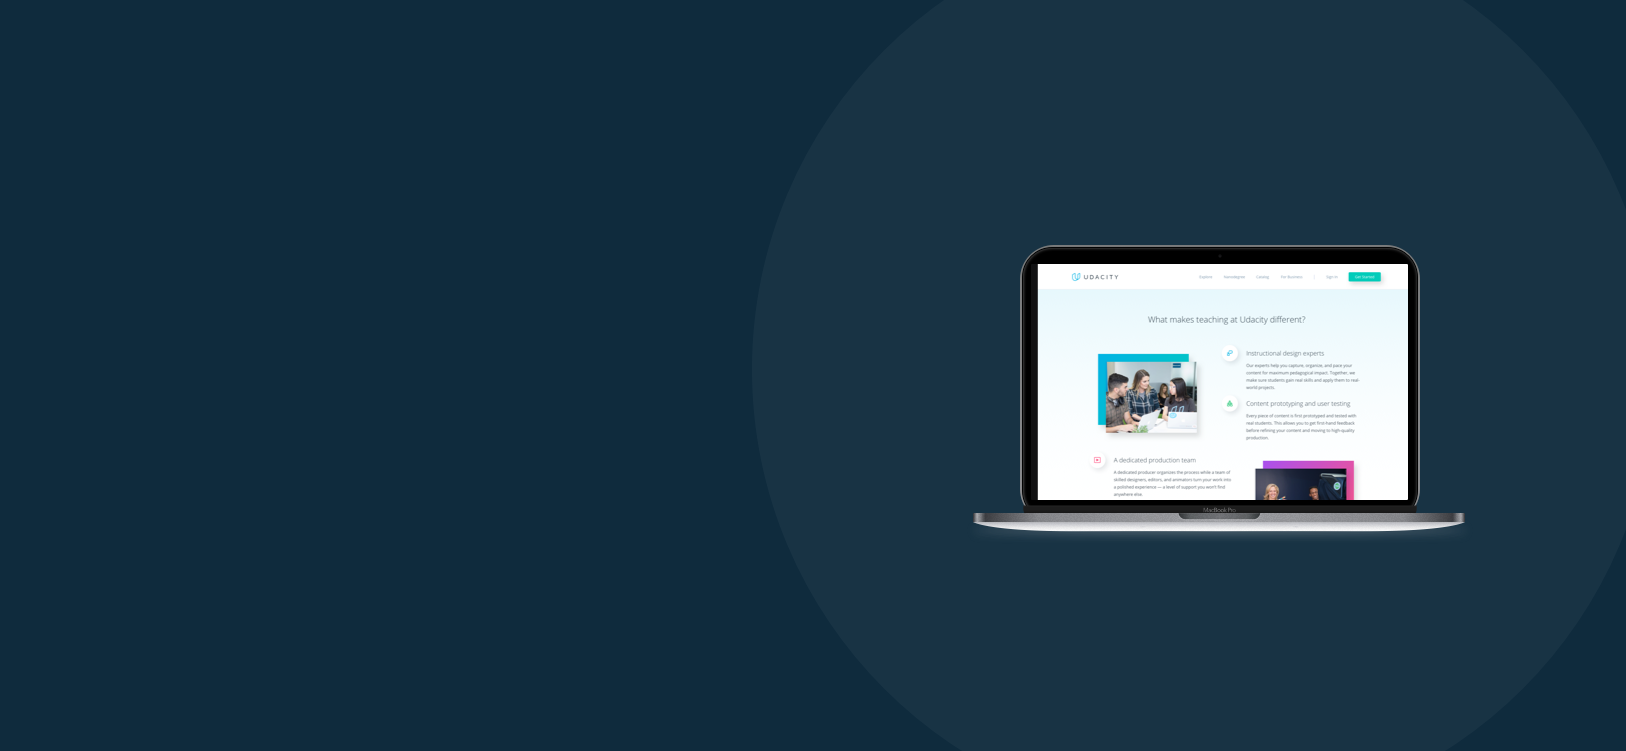 UDACITY
Explore Nanodegree Catalog For Business | Sign In Get Started
What makes teaching at Udacity different?
Instructional design experts
Our experts help you capture, organize, and pace your
content for maximum pedagogical impact. Together, we
make sure students gain real skills and apply them to real-
world projects.
Content prototyping and user testing
Every piece of content is first prototyped and tested with
real students. This allows you to get first-hand feedback
before refining your content and moving to high-quality
production.
A dedicated production team
A dedicated producer organizes the process while a team of
skilled designers, editors, and animators turn your work into
a polished experience — a level of support you won't find
anywhere else.
MacBook Pro